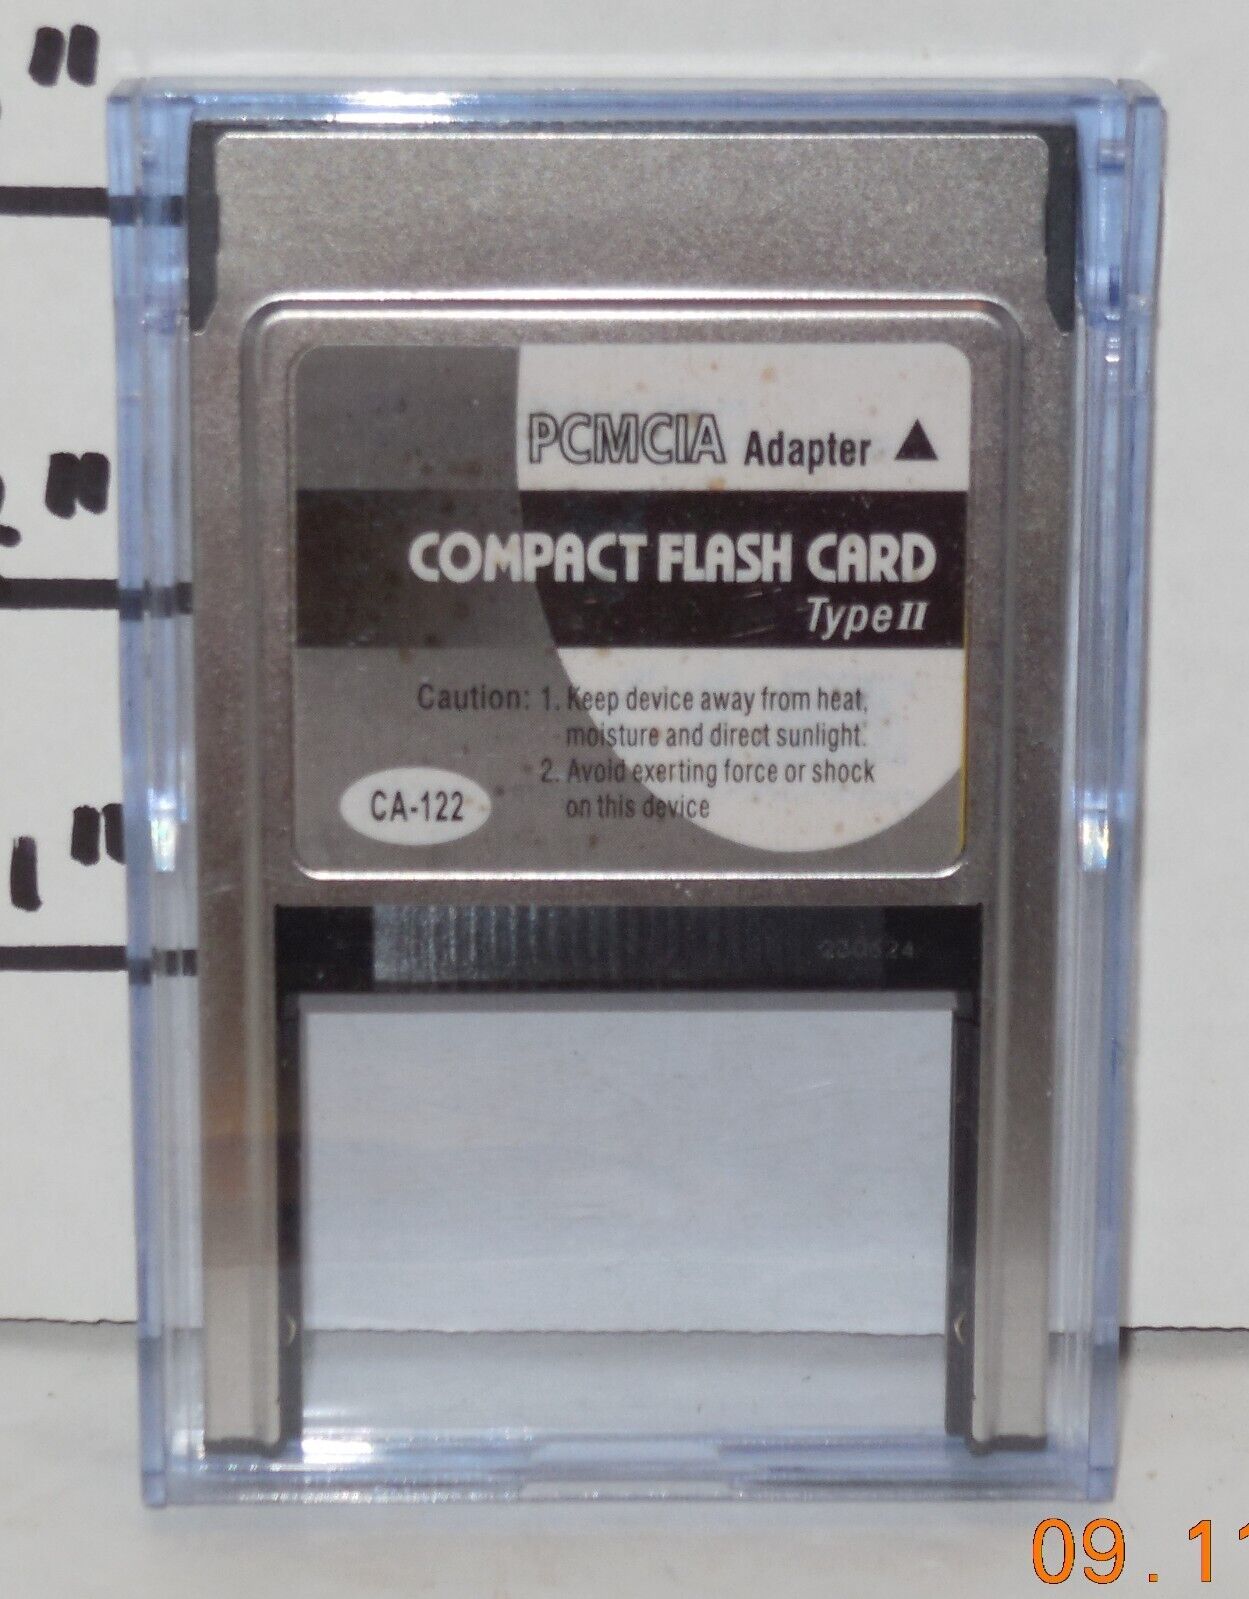 PCMCIA Adapter
COMPACT FLASH CARD
Type II
Caution: 1. Keep device away from heat,
moisture and direct sunlight.
2. Avoid exerting force or shock
on this device
CA-122
1"
09.11